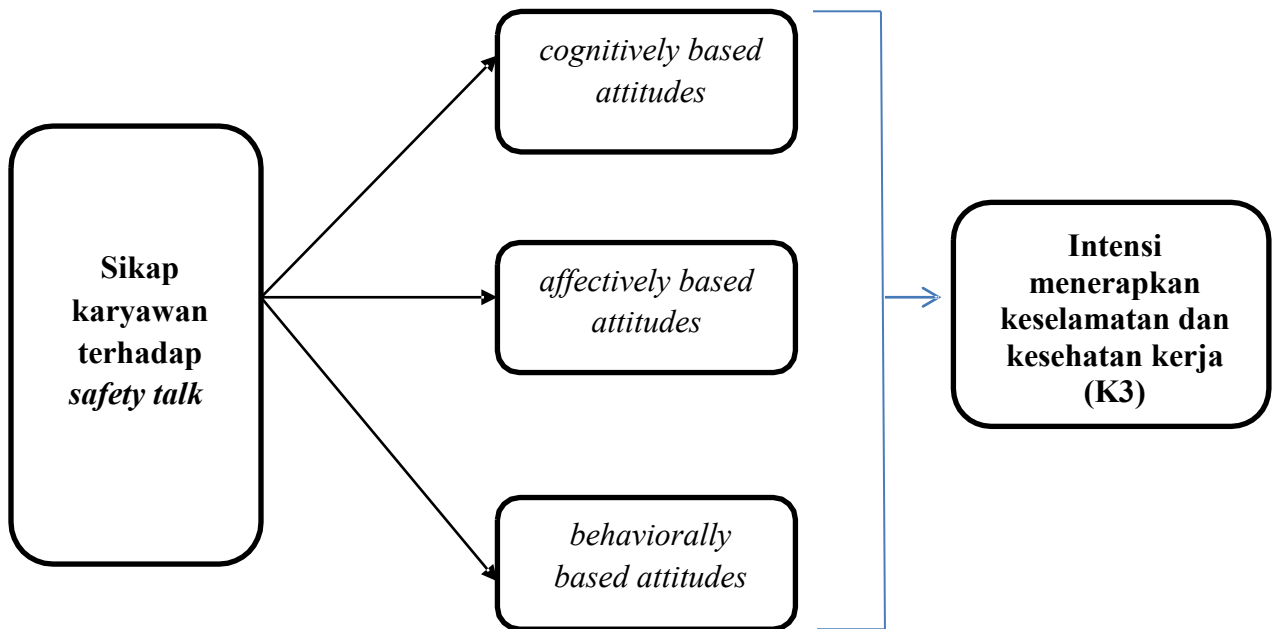 Sikap
karyawan
terhadap
safety talk
cognitively based
attitudes
affectively based
attitudes
behaviorally
based attitudes
Intensi
menerapkan
keselamatan dan
kesehatan kerja
(K3)